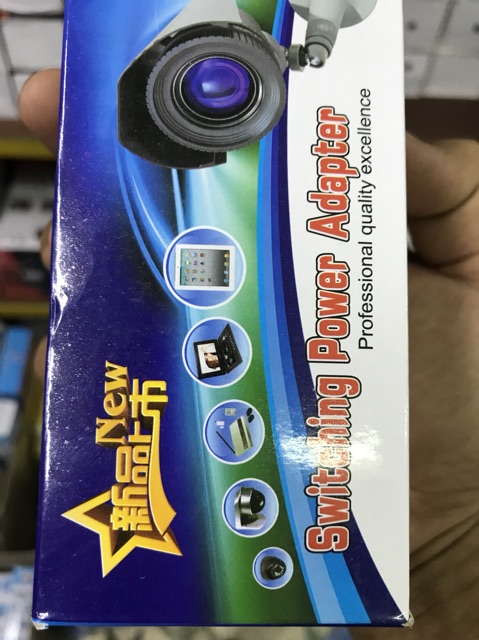 New
新品上市
Switching Power Adapter
Professional quality excellence